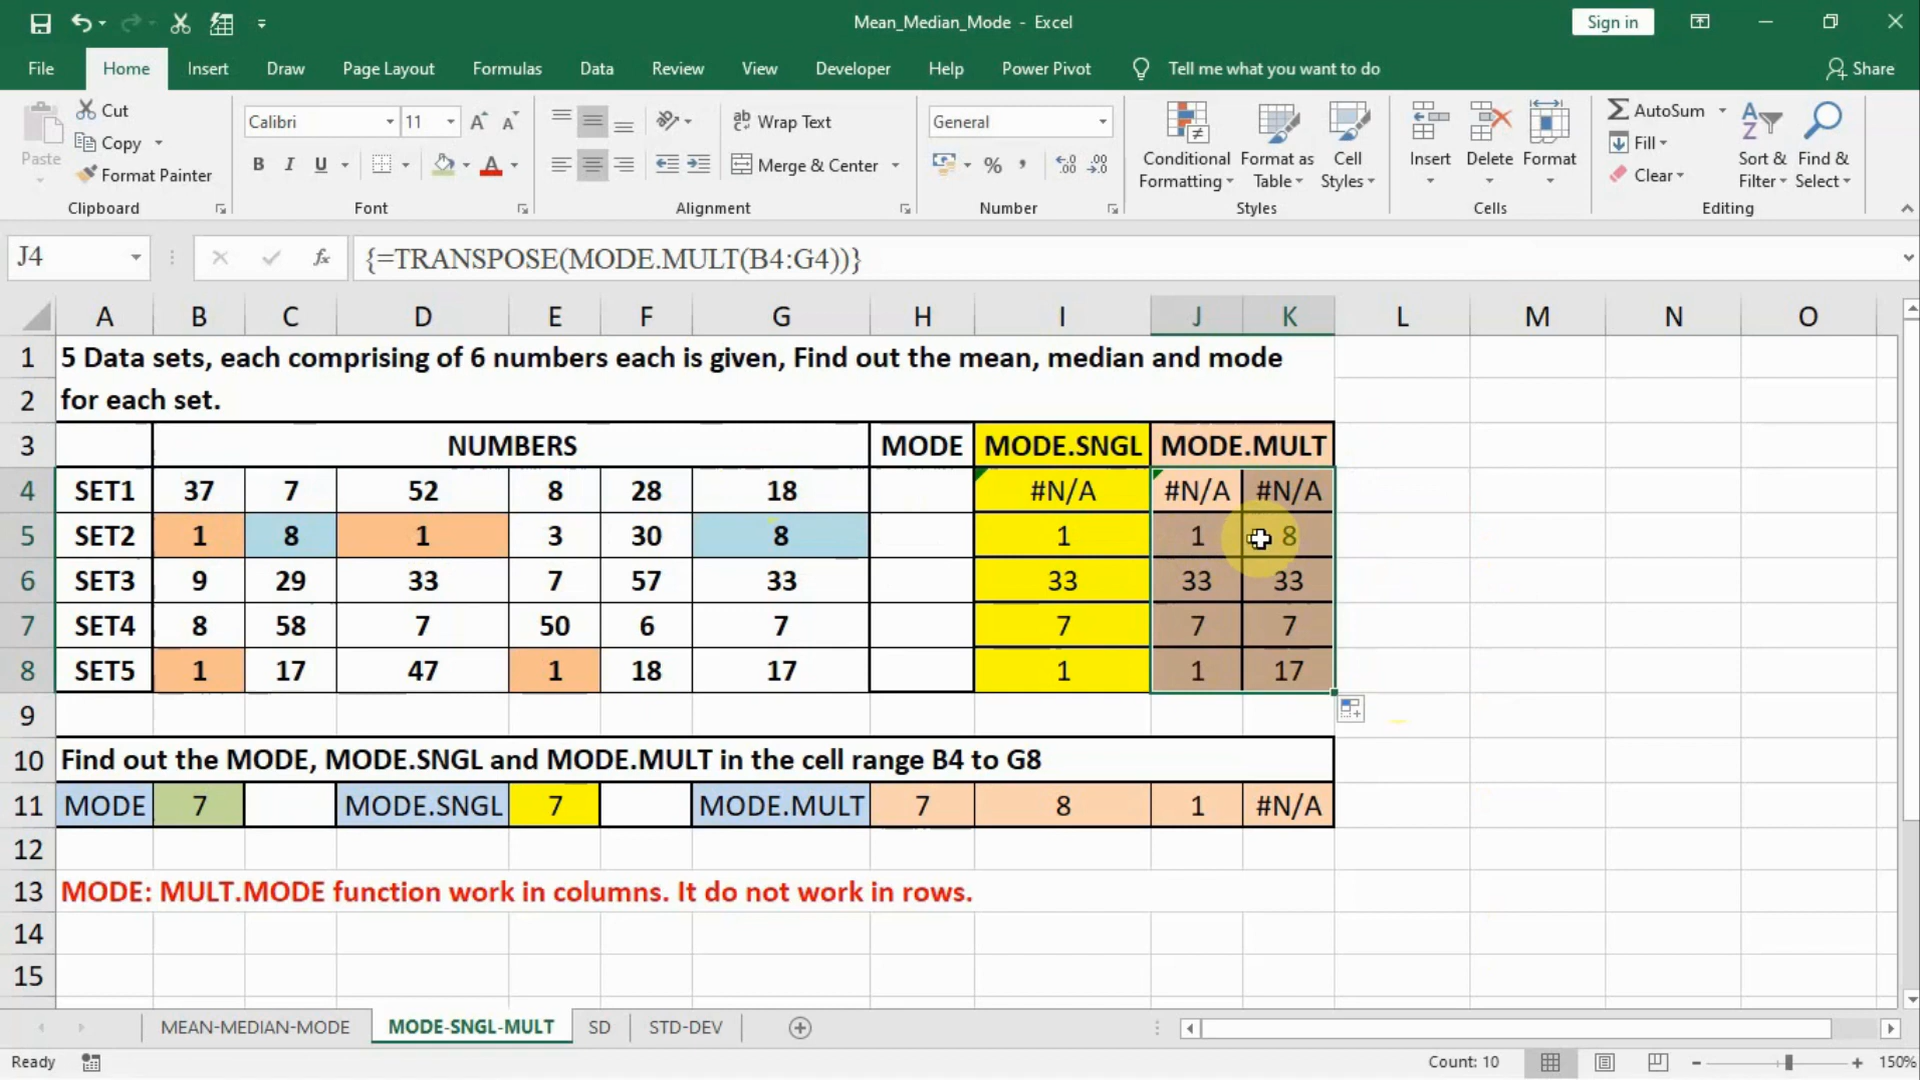 Mean_Median_Mode - Excel
Sign in
File Home Insert Draw Page Layout Formulas Data Review View Developer Help Power Pivot Tell me what you want to do Share
Paste
Cut
Copy
Format Painter
Clipboard
Calibri 11
B I U
Font
Wrap Text
Merge & Center
Alignment
General
Number
Conditional Formatting
Format as Table
Cell Styles
Styles
Insert Delete Format
Cells
AutoSum
Fill
Clear
Sort & Filter
Find & Select
Editing
J4 fx {=TRANSPOSE(MODE.MULT(B4:G4))}
A B C D E F G H I J K L M N O
1 5 Data sets, each comprising of 6 numbers each is given, Find out the mean, median and mode
2 for each set.
3 NUMBERS MODE MODE.SNGL MODE.MULT
4 SET1 37 7 52 8 28 18 #N/A #N/A #N/A
5 SET2 1 8 1 3 30 8 1 1 8
6 SET3 9 29 33 7 57 33 33 33 33
7 SET4 8 58 7 50 6 7 7 7 7
8 SET5 1 17 47 1 18 17 1 1 17
9
10 Find out the MODE, MODE.SNGL and MODE.MULT in the cell range B4 to G8
11 MODE 7 MODE.SNGL 7 MODE.MULT 7 8 1 #N/A
12
13 MODE: MULT.MODE function work in columns. It do not work in rows.
14
15
MEAN-MEDIAN-MODE MODE-SNGL-MULT SD STD-DEV
Ready Count: 10 150%